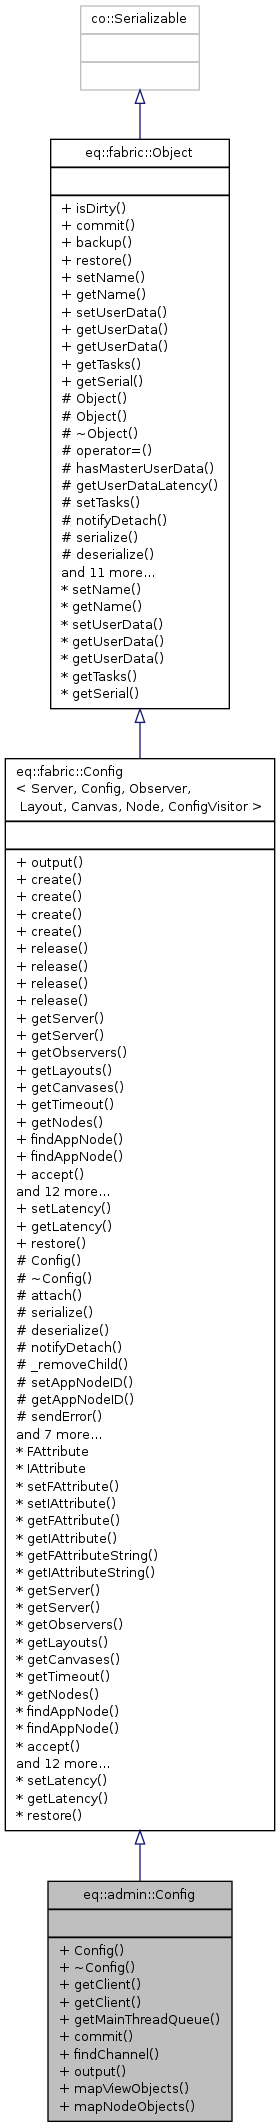 co::Serializable
eq::fabric::Object
+ isDirty()
+ commit()
+ backup()
+ restore()
+ setName()
+ getName()
+ setUserData()
+ getUserData()
+ getUserData()
+ getTasks()
+ getSerial()
# Object()
# Object()
# ~Object()
# operator=()
# hasMasterUserData()
# getUserDataLatency()
# setTasks()
# notifyDetach()
# serialize()
# deserialize()
and 11 more...
* setName()
* getName()
* setUserData()
* getUserData()
* getUserData()
* getTasks()
* getSerial()
eq::fabric::Config
< Server, Config, Observer,
Layout, Canvas, Node, ConfigVisitor >
+ output()
+ create()
+ create()
+ create()
+ create()
+ release()
+ release()
+ release()
+ release()
+ getServer()
+ getServer()
+ getObservers()
+ getLayouts()
+ getCanvases()
+ getTimeout()
+ getNodes()
+ findAppNode()
+ findAppNode()
+ accept()
and 12 more...
+ setLatency()
+ getLatency()
+ restore()
# Config()
# ~Config()
# attach()
# serialize()
# deserialize()
# notifyDetach()
# _removeChild()
# setAppNodeID()
# getAppNodeID()
# sendError()
and 7 more...
* FAttribute
* IAttribute
* setFAttribute()
* setIAttribute()
* getFAttribute()
* getIAttribute()
* getFAttributeString()
* getIAttributeString()
* getServer()
* getServer()
* getObservers()
* getLayouts()
* getCanvases()
* getTimeout()
* getNodes()
* findAppNode()
* findAppNode()
* accept()
and 12 more...
* setLatency()
* getLatency()
* restore()
eq::admin::Config
+ Config()
+ ~Config()
+ getClient()
+ getClient()
+ getMainThreadQueue()
+ commit()
+ findChannel()
+ output()
+ mapViewObjects()
+ mapNodeObjects()